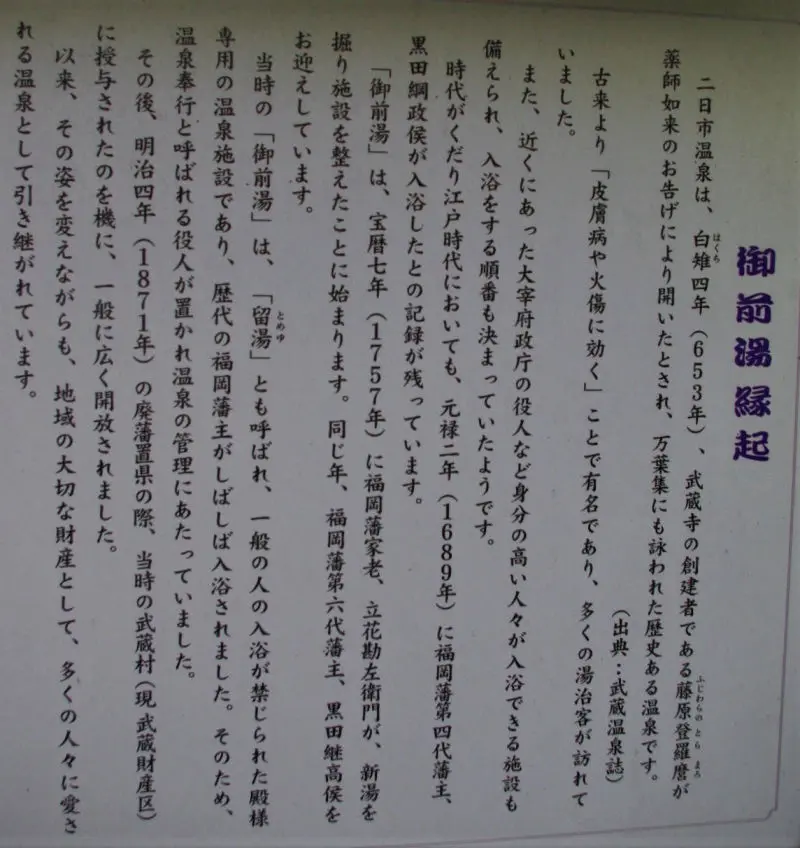 御前湯縁起
二日市温泉は、白雉四年(653年)、武蔵寺の創建者である藤原登羅麿が
薬師如来のお告げにより開いたとされ、万葉集にも詠われた歴史ある温泉です。
(出典:武蔵温泉誌)
古来より「皮膚病や火傷に効く」ことで有名であり、多くの湯治客が訪れて
いました。
また、近くにあった大宰府政庁の役人など身分の高い人々が入浴できる施設も
備えられ、入浴をする順番も決まっていたようです。
時代がくだり江戸時代においても、元禄二年(1689年)に福岡藩第四代藩主、
黒田綱政侯が入浴したとの記録が残っています。
「御前湯」は、宝暦七年(1757年)に福岡藩家老、立花勘左衛門が、新湯を
掘り施設を整えたことに始まります。同じ年、福岡藩第六代藩主、黒田継高侯を
お迎えしています。
当時の「御前湯」は、「留湯」とも呼ばれ、一般の人の入浴が禁じられた殿様
専用の温泉施設であり、歴代の福岡藩主がしばしば入浴されました。そのため、
温泉奉行と呼ばれる役人が置かれ温泉の管理にあたっていました。
その後、明治四年(1871年)の廃藩置県の際、当時の武蔵村(現 武蔵財産区)
に授与されたのを機に、一般に広く開放されました。
以来、その姿を変えながらも、地域の大切な財産として、多くの人々に愛さ
れる温泉として引き継がれています。
はくち
ふじわらの とら まろ
とめゆ